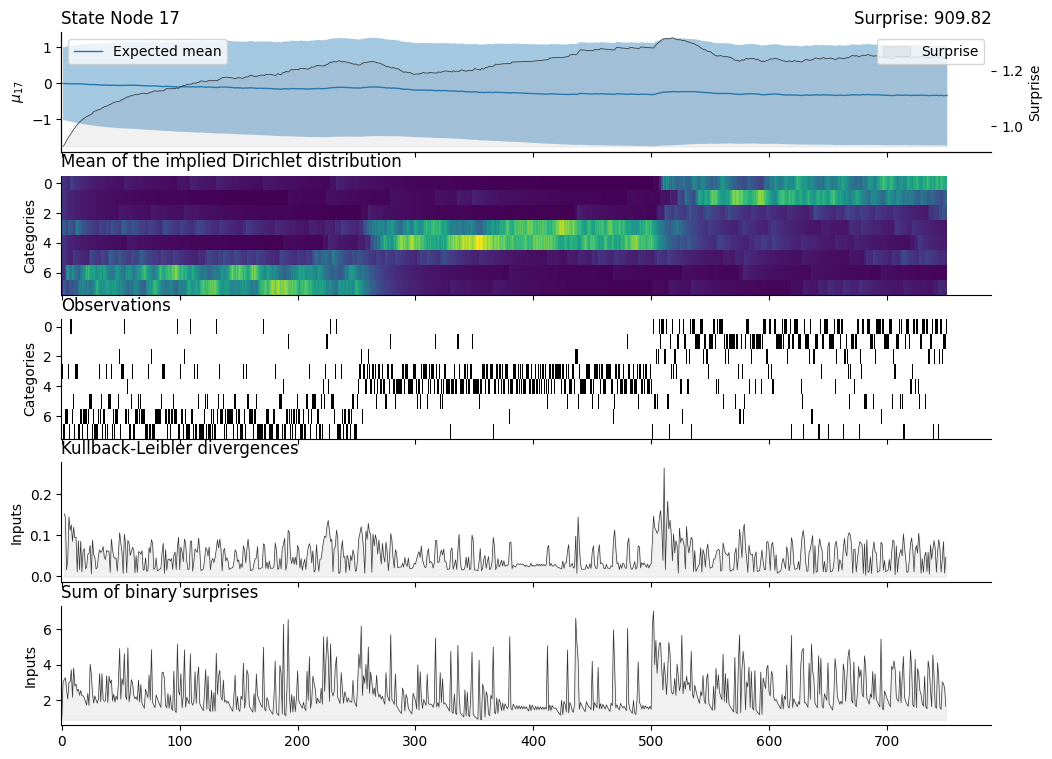 State Node 17 Surprise: 909.82
1
0
−1
μ17
Expected mean
Surprise
1.2
1.0
Surprise
Mean of the implied Dirichlet distribution
0
2
4
6
Categories
Observations
0
2
4
6
Categories
Kullback-Leibler divergences
0.2
0.1
0.0
Inputs
Sum of binary surprises
6
4
2
Inputs
0 100 200 300 400 500 600 700